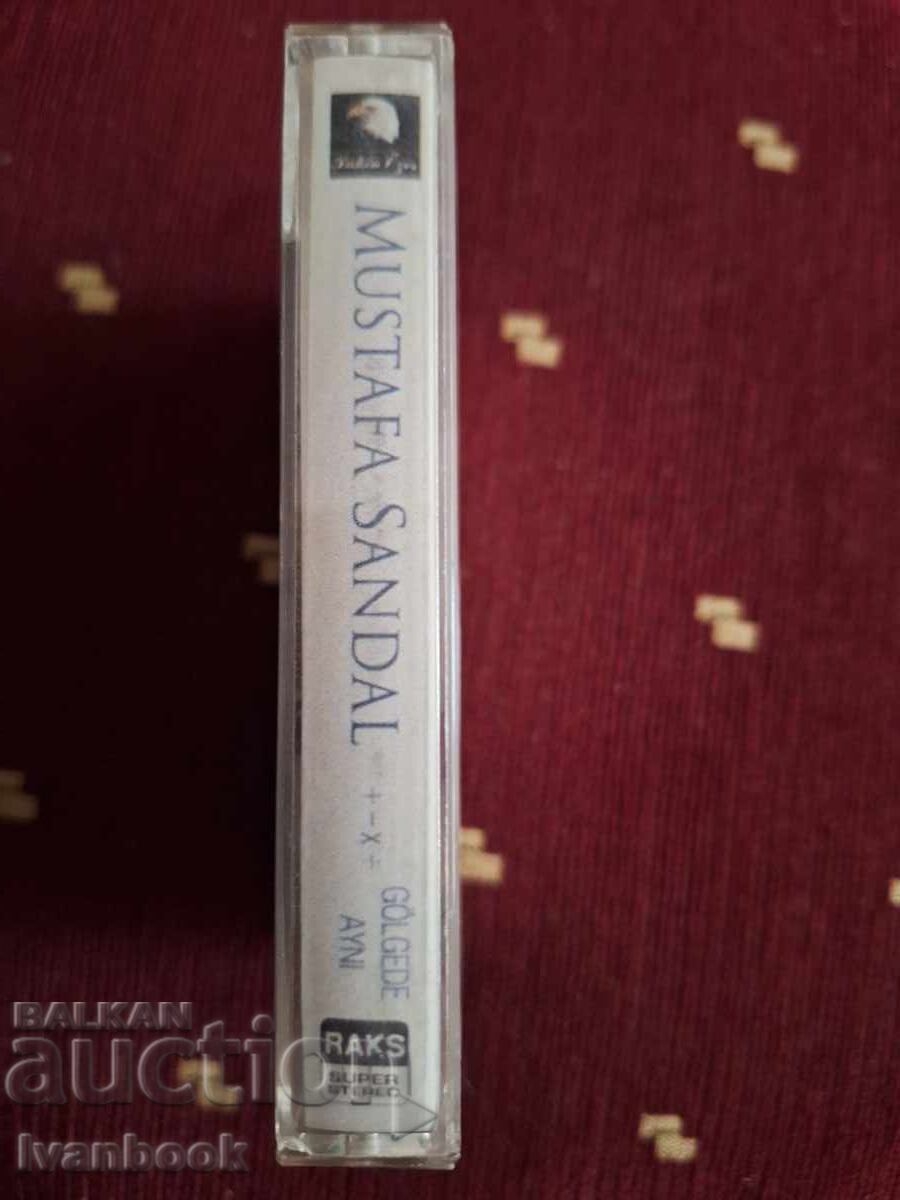 MUSTAFA SANDAL
+ - x ÷
GÖLGEDE
AYNI
RAKS
SUPER
STEREO
BALKAN
auction
Ivanbook